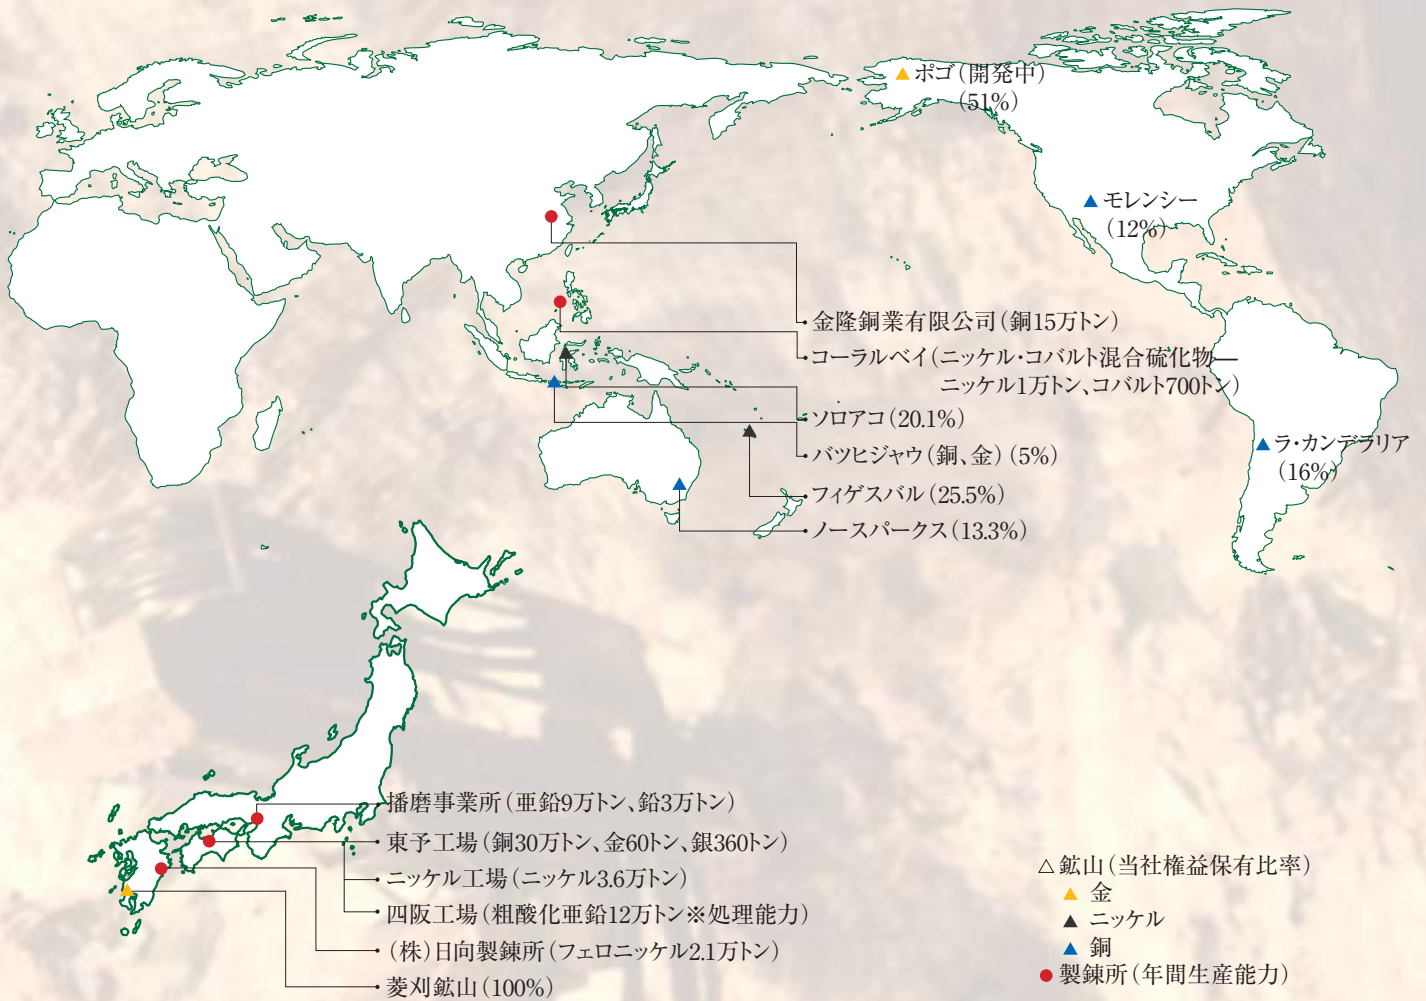 ポゴ(開発中)
(51%)
モレンシー
(12%)
金隆銅業有限公司(銅15万トン)
コーラルベイ(ニッケル・コバルト混合硫化物—
ニッケル1万トン、コバルト700トン)
ソロアコ(20.1%)
バツヒジャウ(銅、金)(5%)
フィゲスバル(25.5%)
ノースパークス(13.3%)
ラ・カンデラリア
(16%)
播磨事業所(亜鉛9万トン、鉛3万トン)
東予工場(銅30万トン、金60トン、銀360トン)
ニッケル工場(ニッケル3.6万トン)
四阪工場(粗酸化亜鉛12万トン※処理能力)
(株)日向製錬所(フェロニッケル2.1万トン)
菱刈鉱山(100%)
△鉱山(当社権益保有比率)
▲ 金
▲ ニッケル
▲ 銅
●製錬所(年間生産能力)